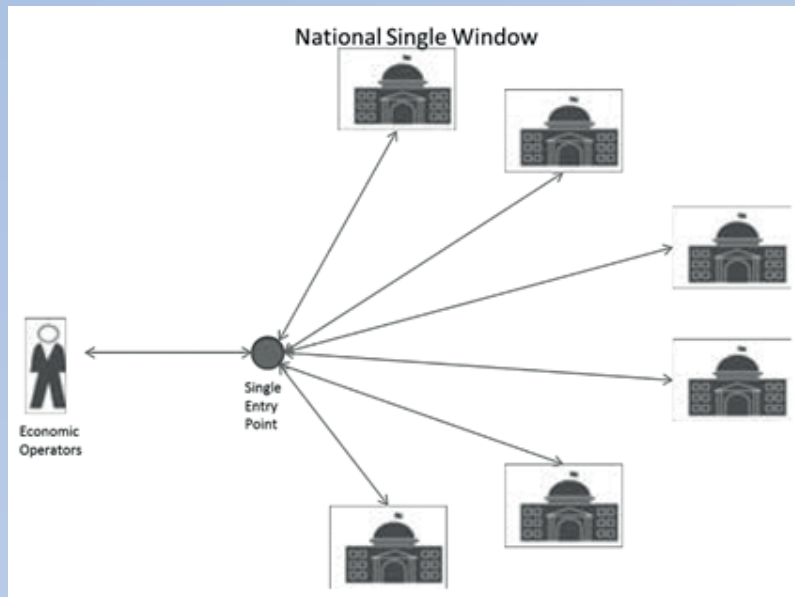 National Single Window
Single
Entry
Point
Economic
Operators